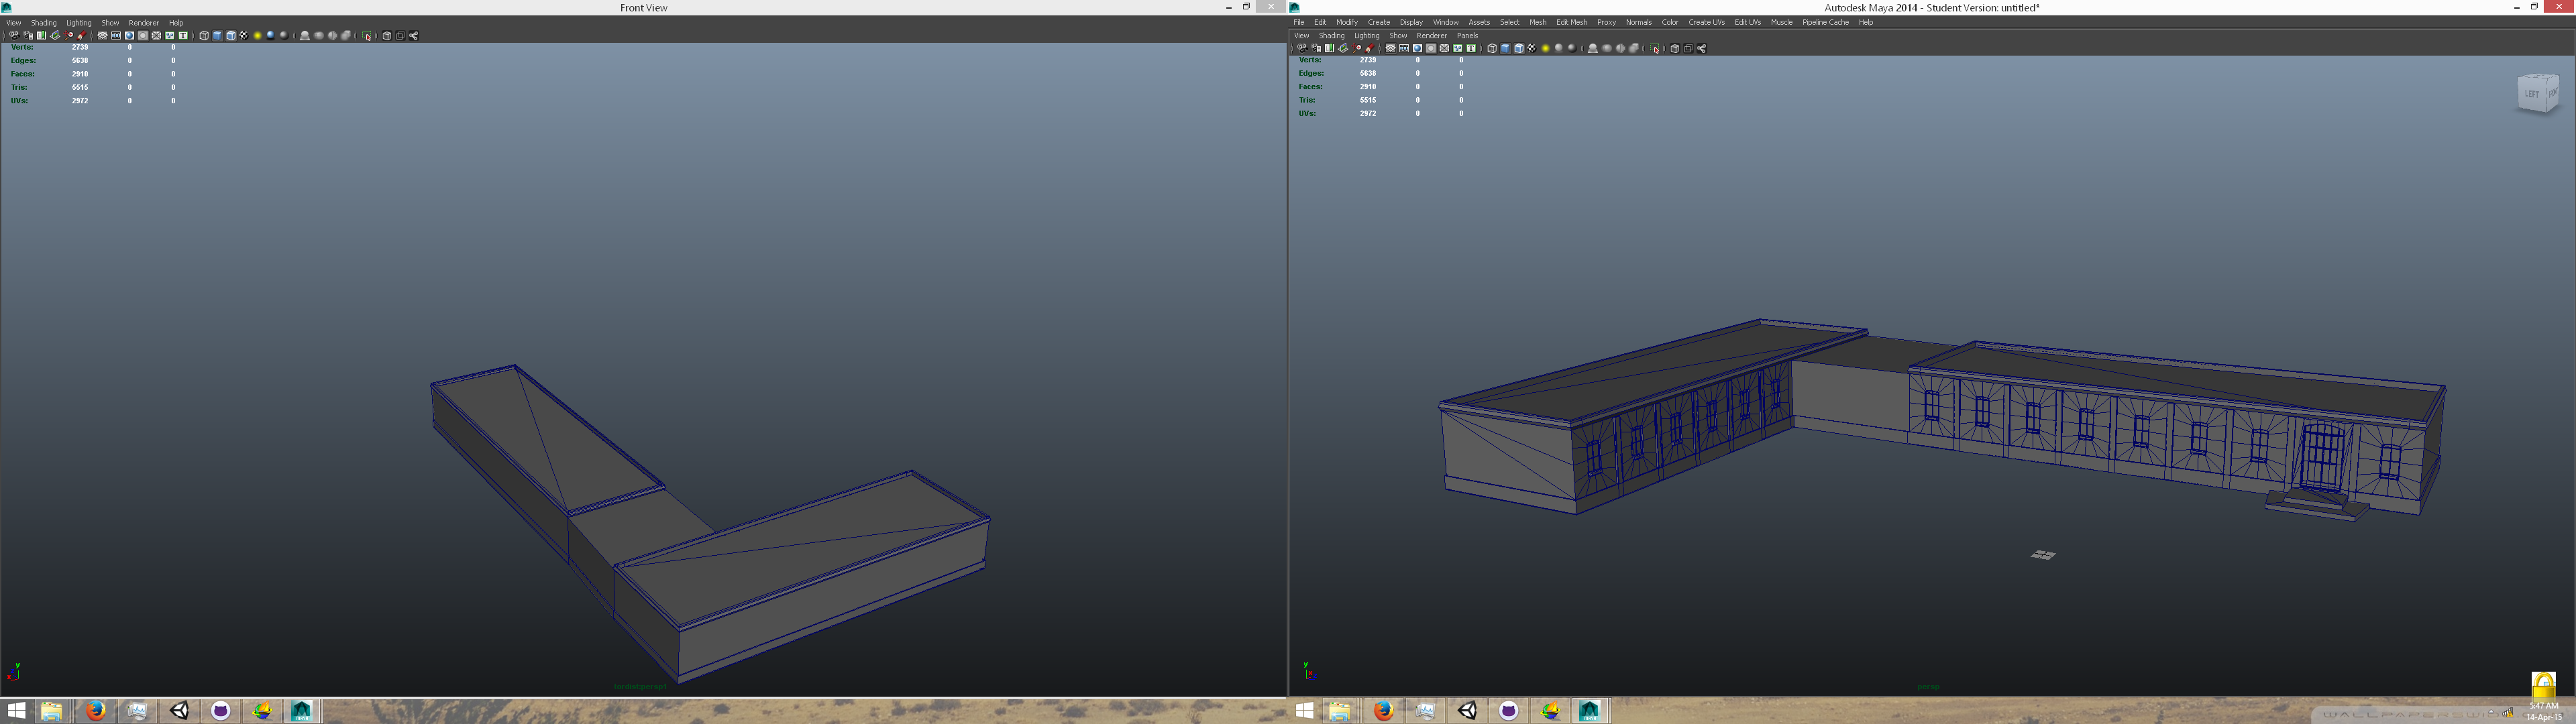 Front View
View Shading Lighting Show Renderer Help
Verts: 2739 0 0
Edges: 5638 0 0
Faces: 2910 0 0
Tris: 5515 0 0
UVs: 2972 0 0
y
x
Autodesk Maya 2014 - Student Version: untitled*
File Edit Modify Create Display Window Assets Select Mesh Edit Mesh Proxy Normals Color Create UVs Edit UVs Muscle Pipeline Cache Help
View Shading Lighting Show Renderer Panels
Verts: 2739 0 0
Edges: 5638 0 0
Faces: 2910 0 0
Tris: 5515 0 0
UVs: 2972 0 0
LEFT
y
persp
5:47 AM
14-Apr-15